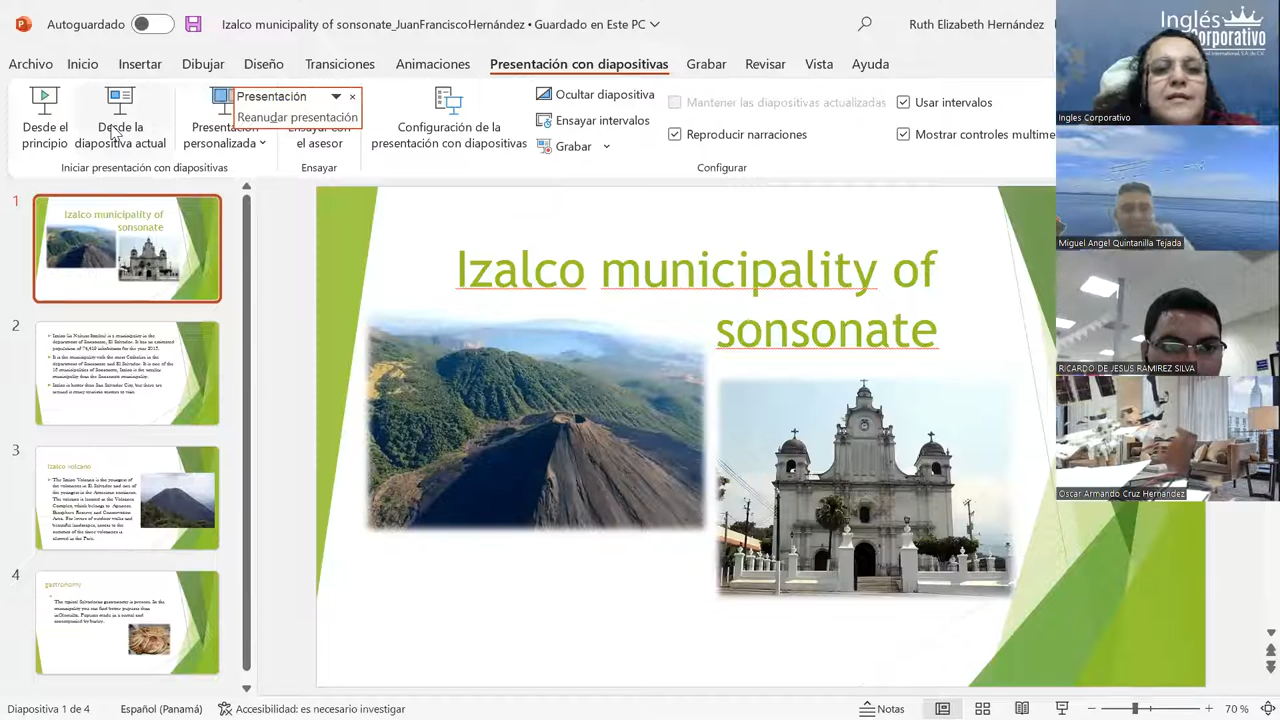 Autoguardado
Izalco municipality of sonsonate_JuanFranciscoHernández • Guardado en Este PC
Ruth Elizabeth Hernández
Archivo Inicio Insertar Dibujar Diseño Transiciones Animaciones Presentación con diapositivas Grabar Revisar Vista Ayuda
Desde el principio
Desde la diapositiva actual
Presentación personalizada
Presentación
Reanudar presentación
Ensayar con el asesor
Configuración de la presentación con diapositivas
Ocultar diapositiva
Ensayar intervalos
Grabar
Mantener las diapositivas actualizadas
Reproducir narraciones
Usar intervalos
Mostrar controles multime
Iniciar presentación con diapositivas
Ensayar
Configurar
1
Izalco municipality of
sonsonate
2
3
Izalco volcano
4
gastronomy
Izalco municipality of
sonsonate
Inglés
Corporativo
Ingles Corporativo
Miguel Angel Quintanilla Tejada
RICARDO DE JESUS RAMIREZ SILVA
Oscar Armando Cruz Hernandez
Diapositiva 1 de 4
Español (Panamá)
Accesibilidad: es necesario investigar
Notas
70 %